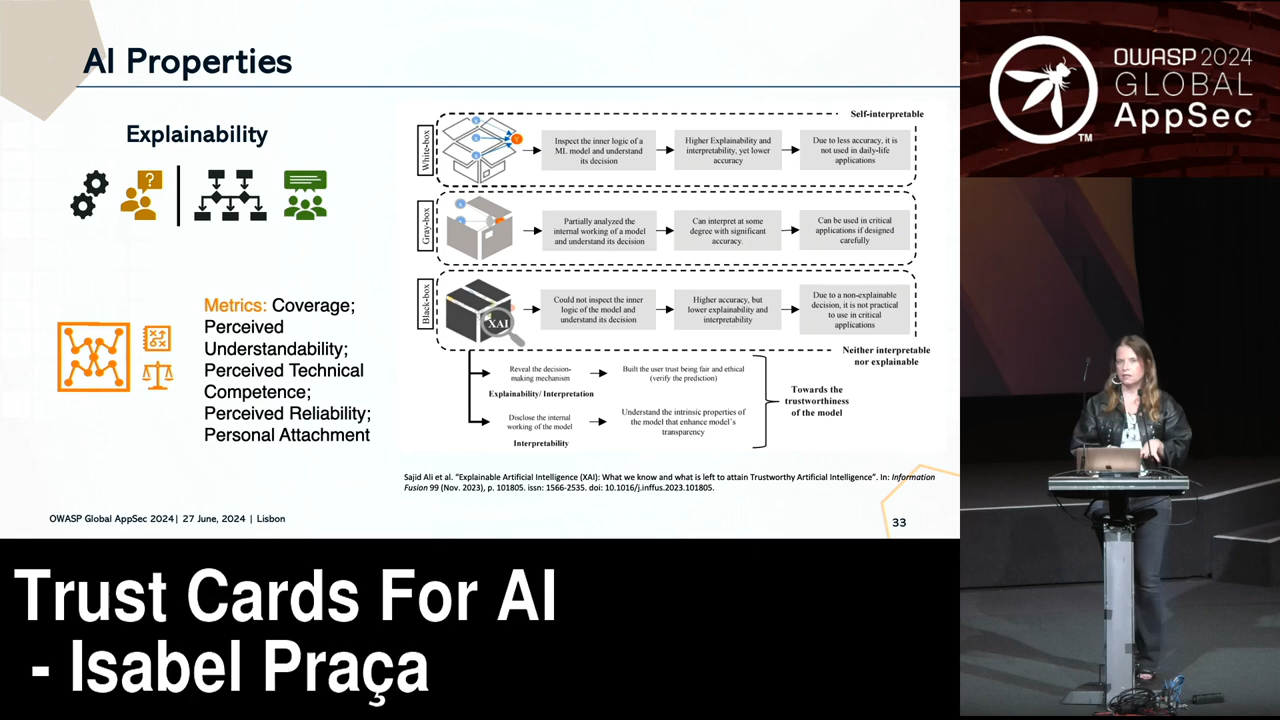 AI Properties
Explainability
?
Metrics: Coverage;
Perceived
Understandability;
Perceived Technical
Competence;
Perceived Reliability;
Personal Attachment
Self-interpretable
White-box
Inspect the inner logic of a
ML model and understand
its decision
Higher Explainability and
interpretability, yet lower
accuracy
Due to less accuracy, it is
not used in daily-life
applications
Gray-box
Partially analyzed the
internal working of a model
and understand its decision
Can interpret at some
degree with significant
accuracy.
Can be used in critical
applications if designed
carefully
Black-box
XAI
Could not inspect the inner
logic of the model and
understand its decision
Higher accuracy, but
lower explainability and
interpretability
Due to a non-explainable
decision, it is not practical
to use in critical
applications
Neither interpretable
nor explainable
Reveal the decision-
making mechanism
Built the user trust being fair and ethical
(verify the prediction)
Explainability/ Interpretation
Disclose the internal
working of the model
Understand the intrinsic properties of
the model that enhance model´s
transparency
Interpretability
Towards the
trustworthiness
of the model
Sajid Ali et al. “Explainable Artificial Intelligence (XAI): What we know and what is left to attain Trustworthy Artificial Intelligence”. In: Information
Fusion 99 (Nov. 2023), p. 101805. issn: 1566-2535. doi: 10.1016/j.inffus.2023.101805.
OWASP Global AppSec 2024| 27 June, 2024 | Lisbon
33
OWASP 2024
GLOBAL
AppSec
TM
Trust Cards For AI
- Isabel Praça